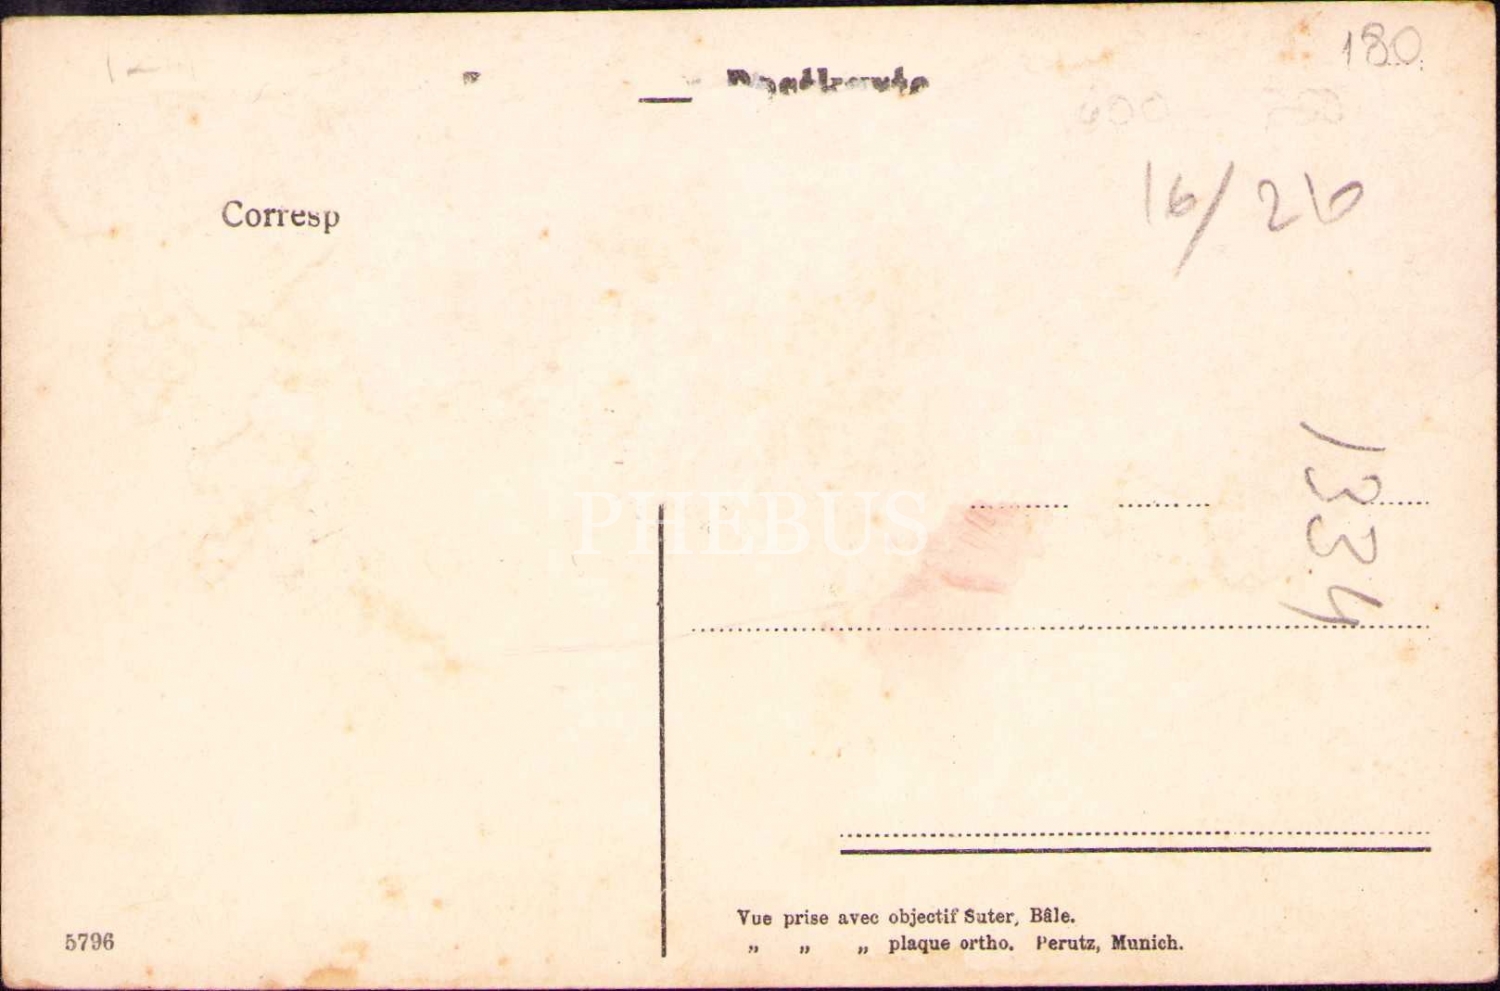 180
16/26
Corresp
1334
PHEBUS
Vue prise avec objectif Suter, Bâle.
„ „ „ plaque ortho. Perutz, Munich.
5796